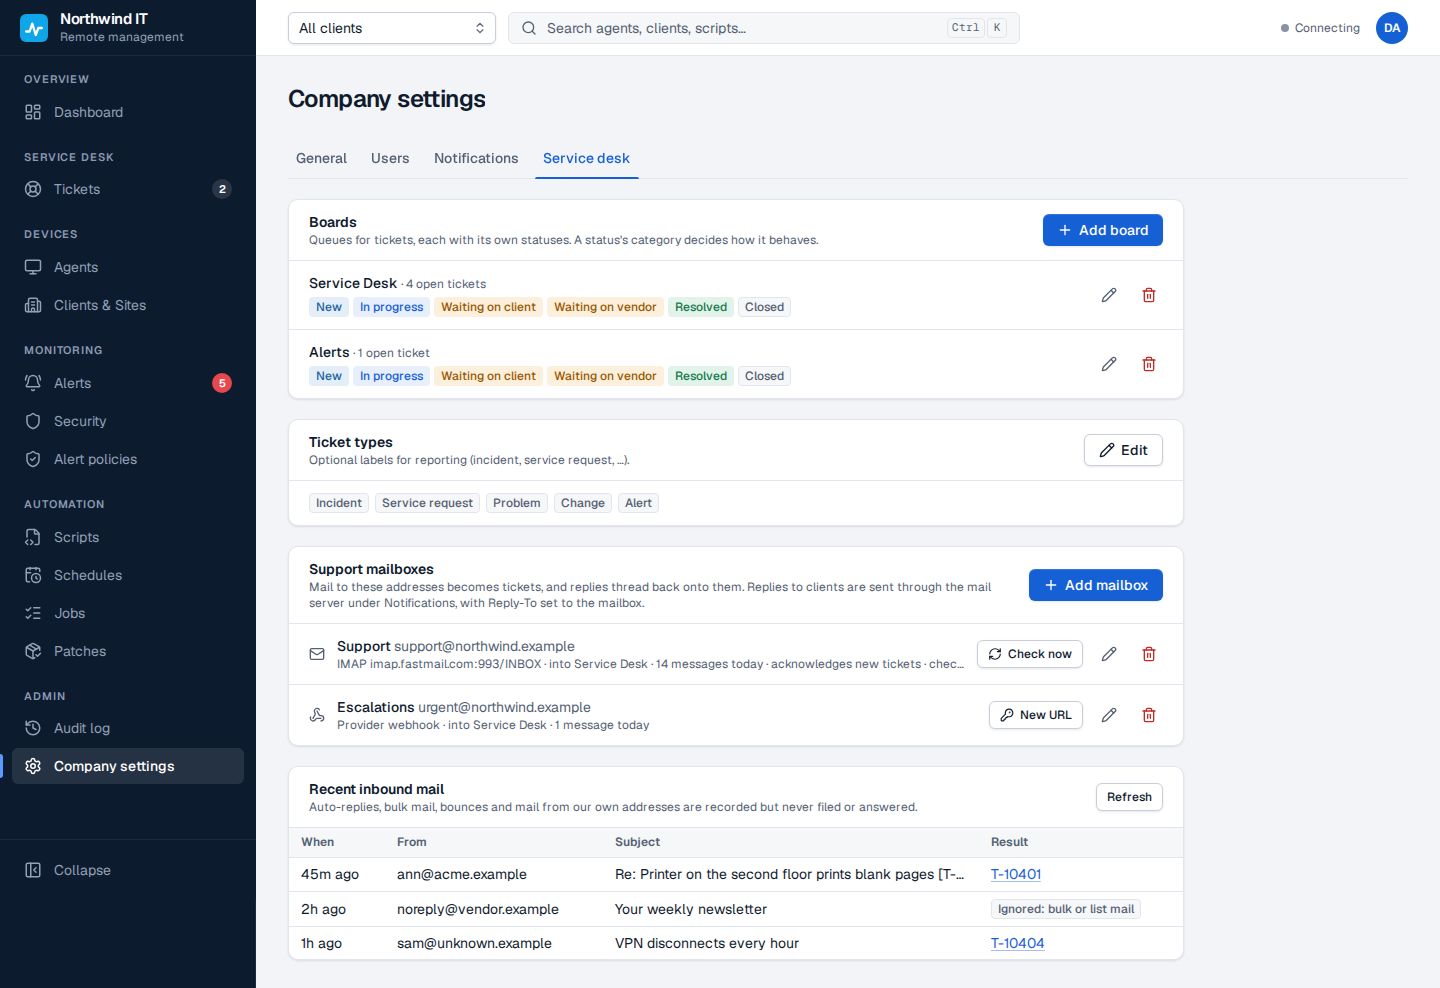 Northwind IT
Remote management
All clients
Search agents, clients, scripts...
Ctrl K
Connecting
DA
OVERVIEW
Dashboard
SERVICE DESK
Tickets 2
DEVICES
Agents
Clients & Sites
MONITORING
Alerts 5
Security
Alert policies
AUTOMATION
Scripts
Schedules
Jobs
Patches
ADMIN
Audit log
Company settings
Collapse
Company settings
General Users Notifications Service desk
Boards
Queues for tickets, each with its own statuses. A status's category decides how it behaves.
Add board
Service Desk · 4 open tickets
New In progress Waiting on client Waiting on vendor Resolved Closed
Alerts · 1 open ticket
New In progress Waiting on client Waiting on vendor Resolved Closed
Ticket types
Optional labels for reporting (incident, service request, ...).
Edit
Incident Service request Problem Change Alert
Support mailboxes
Mail to these addresses becomes tickets, and replies thread back onto them. Replies to clients are sent through the mail
server under Notifications, with Reply-To set to the mailbox.
Add mailbox
Support support@northwind.example
IMAP imap.fastmail.com:993/INBOX · into Service Desk · 14 messages today · acknowledges new tickets · chec...
Check now
Escalations urgent@northwind.example
Provider webhook · into Service Desk · 1 message today
New URL
Recent inbound mail
Auto-replies, bulk mail, bounces and mail from our own addresses are recorded but never filed or answered.
Refresh
When From Subject Result
45m ago ann@acme.example Re: Printer on the second floor prints blank pages [T-... T-10401
2h ago noreply@vendor.example Your weekly newsletter Ignored: bulk or list mail
1h ago sam@unknown.example VPN disconnects every hour T-10404